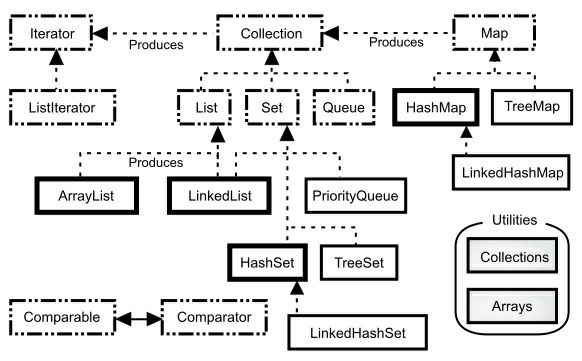 Iterator
Collection
Map
Produces
Produces
ListIterator
List
Set
Queue
HashMap
TreeMap
Produces
ArrayList
LinkedList
PriorityQueue
LinkedHashMap
Utilities
HashSet
TreeSet
Collections
Comparable
Comparator
Arrays
LinkedHashSet